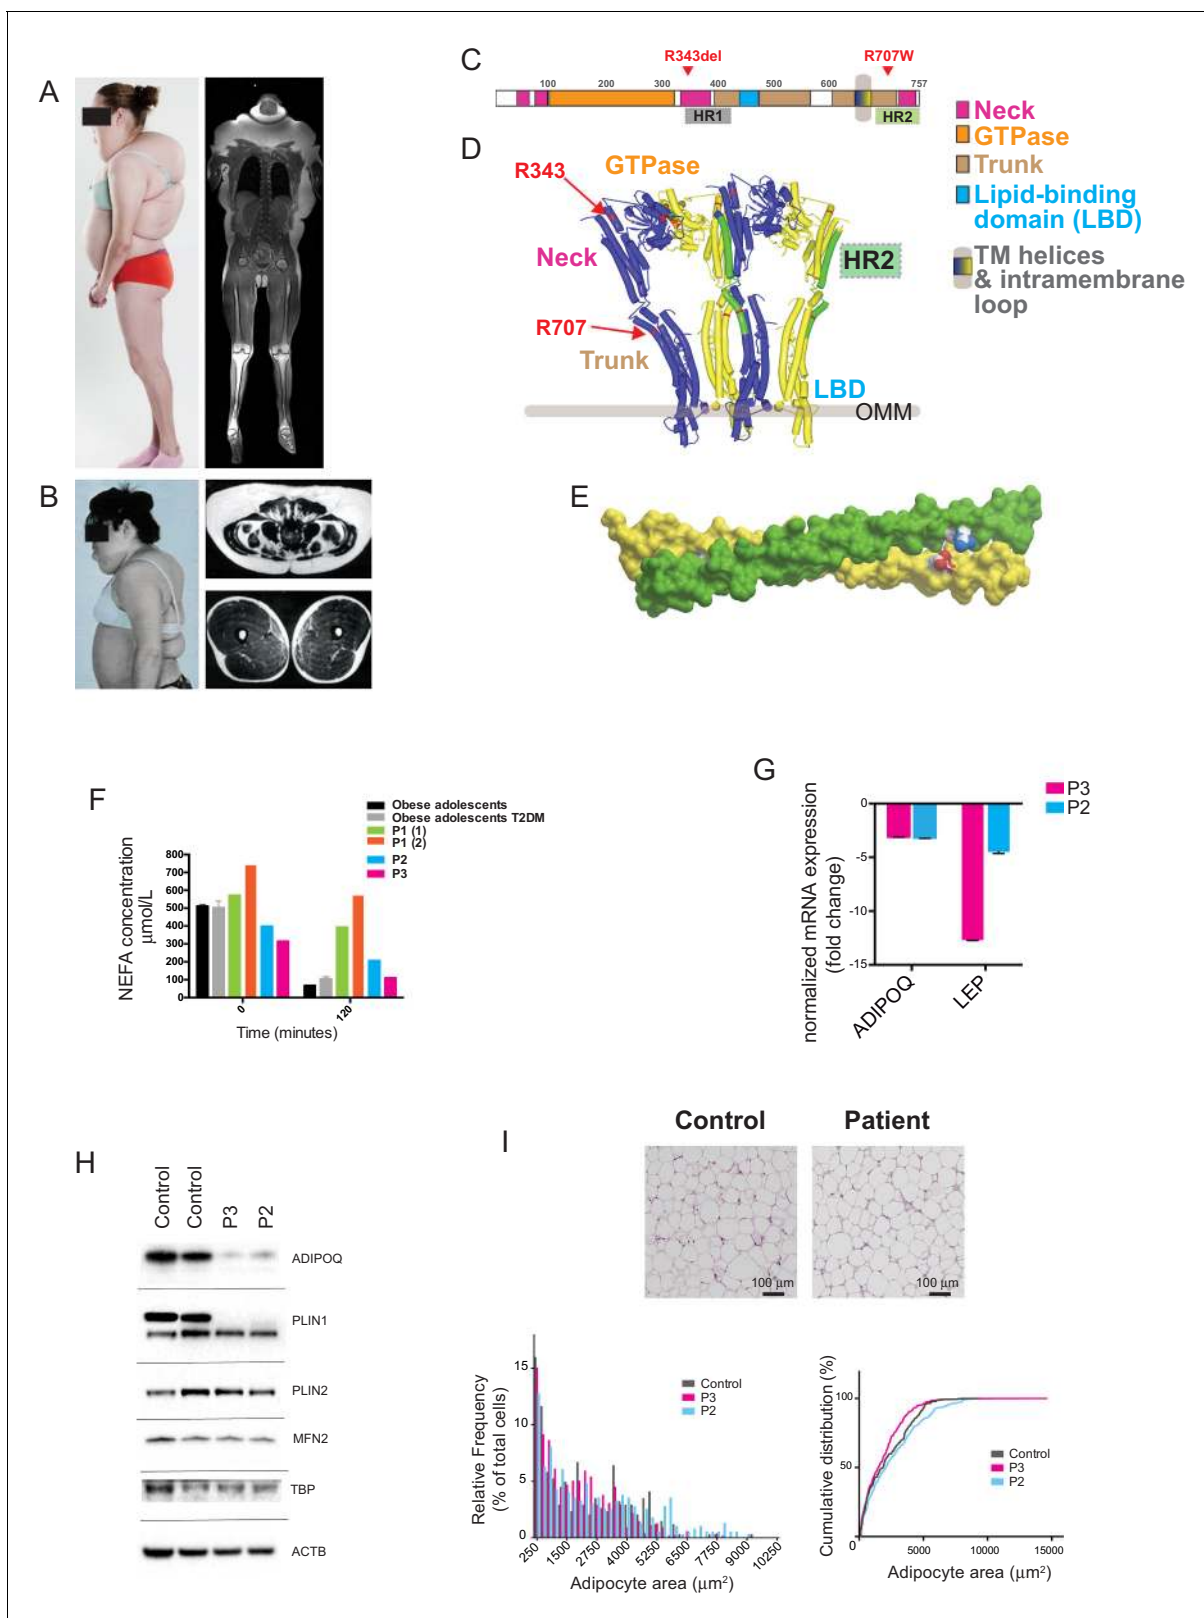 A
B
C
R343del
R707W
100
200
300
400
500
600
757
HR1
HR2
Neck
GTPase
Trunk
Lipid-binding
domain (LBD)
TM helices
& intramembrane
loop
D
R343
GTPase
Neck
HR2
R707
Trunk
LBD
OMM
E
F
Obese adolescents
Obese adolescents T2DM
P1 (1)
P1 (2)
P2
P3
NEFA concentration
µmol/L
800
700
600
500
400
300
200
100
0
0
120
Time (minutes)
G
P3
P2
normalized mRNA expression
(fold change)
0
-5
-10
-15
ADIPOQ
LEP
H
Control
Control
P3
P2
ADIPOQ
PLIN1
PLIN2
MFN2
TBP
ACTB
I
Control
Patient
100 µm
100 µm
Relative Frequency
(% of total cells)
15
10
5
0
Control
P3
P2
250
1500
2750
4000
5250
6500
7750
9000
10250
Adipocyte area (µm²)
Cumulative distribution (%)
100
50
0
Control
P3
P2
0
5000
10000
15000
Adipocyte area (µm²)